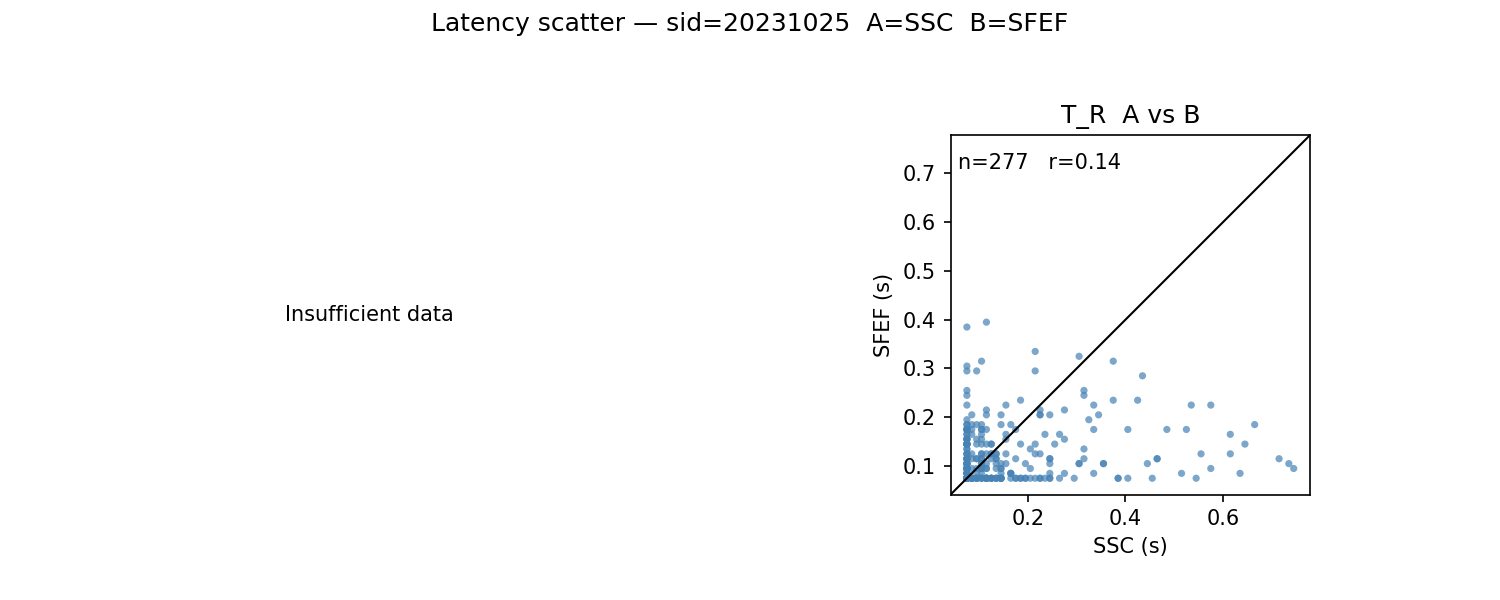 Latency scatter — sid=20231025  A=SSC  B=SFEF
Insufficient data
T_R  A vs B
n=277   r=0.14
0.7
0.6
0.5
0.4
0.3
0.2
0.1
SFEF (s)
0.2 0.4 0.6
SSC (s)